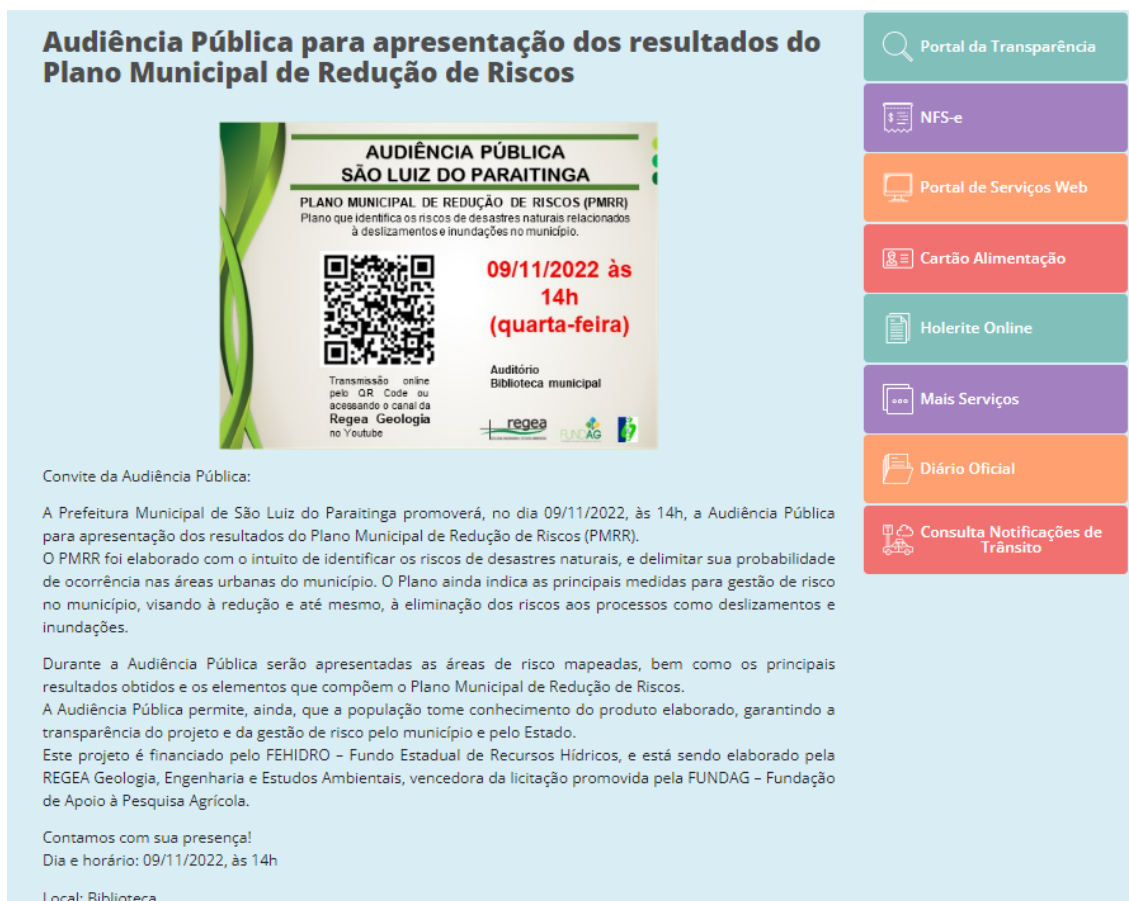 Audiência Pública para apresentação dos resultados do
Plano Municipal de Redução de Riscos
AUDIÊNCIA PÚBLICA
SÃO LUIZ DO PARAITINGA
PLANO MUNICIPAL DE REDUÇÃO DE RISCOS (PMRR)
Plano que identifica os riscos de desastres naturais relacionados
à deslizamentos e inundações no município.
09/11/2022 às
14h
(quarta-feira)
Auditório
Biblioteca municipal
Transmissão online
pelo QR Code ou
acessando o canal da
Regea Geologia
no Youtube
regea
FUNDAG
Convite da Audiência Pública:
A Prefeitura Municipal de São Luiz do Paraitinga promoverá, no dia 09/11/2022, às 14h, a Audiência Pública
para apresentação dos resultados do Plano Municipal de Redução de Riscos (PMRR).
O PMRR foi elaborado com o intuito de identificar os riscos de desastres naturais, e delimitar sua probabilidade
de ocorrência nas áreas urbanas do município. O Plano ainda indica as principais medidas para gestão de risco
no município, visando à redução e até mesmo, à eliminação dos riscos aos processos como deslizamentos e
inundações.
Durante a Audiência Pública serão apresentadas as áreas de risco mapeadas, bem como os principais
resultados obtidos e os elementos que compõem o Plano Municipal de Redução de Riscos.
A Audiência Pública permite, ainda, que a população tome conhecimento do produto elaborado, garantindo a
transparência do projeto e da gestão de risco pelo município e pelo Estado.
Este projeto é financiado pelo FEHIDRO – Fundo Estadual de Recursos Hídricos, e está sendo elaborado pela
REGEA Geologia, Engenharia e Estudos Ambientais, vencedora da licitação promovida pela FUNDAG – Fundação
de Apoio à Pesquisa Agrícola.
Contamos com sua presença!
Dia e horário: 09/11/2022, às 14h
Local: Biblioteca
Portal da Transparência
NFS-e
Portal de Serviços Web
Cartão Alimentação
Holerite Online
Mais Serviços
Diário Oficial
Consulta Notificações de
Trânsito